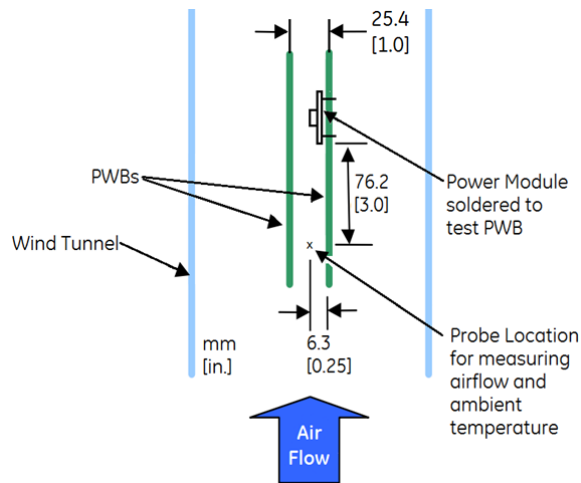 25.4
[1.0]
PWBs
76.2
[3.0]
Power Module
soldered to
test PWB
Wind Tunnel
x
mm
[in.]
6.3
[0.25]
Probe Location
for measuring
airflow and
ambient
temperature
Air
Flow